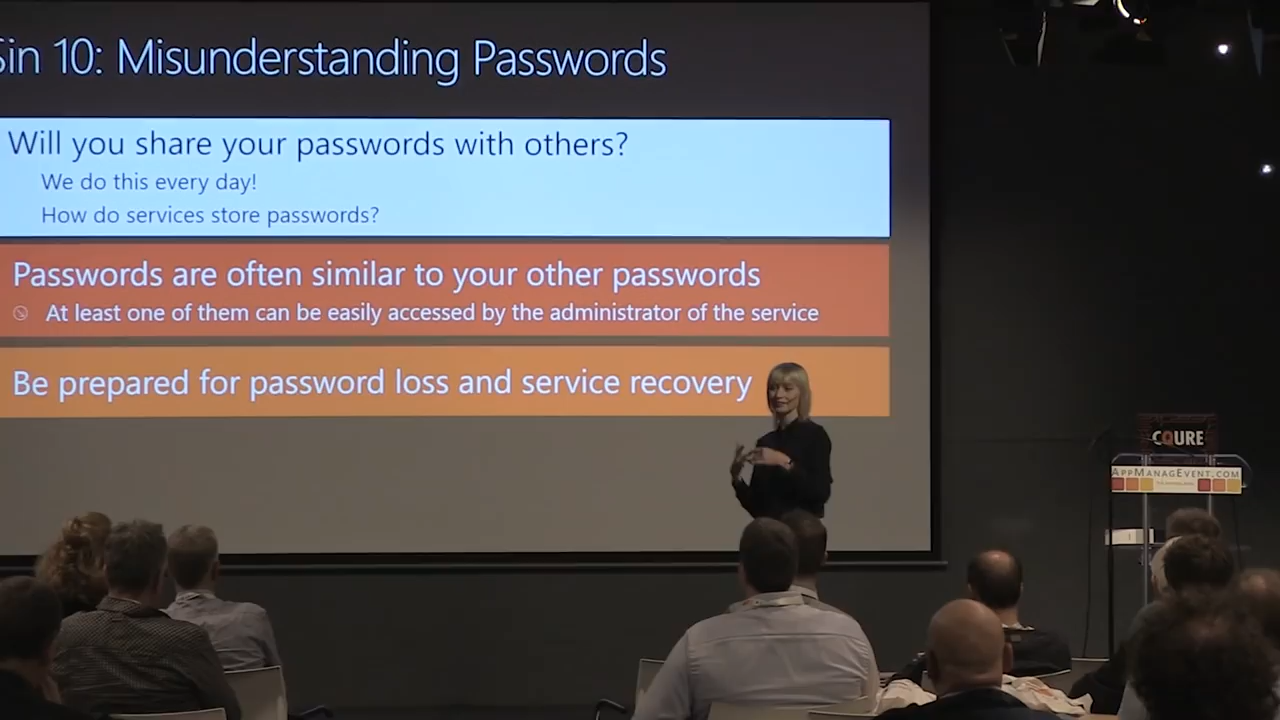 Sin 10: Misunderstanding Passwords
Will you share your passwords with others?
We do this every day!
How do services store passwords?
Passwords are often similar to your other passwords
At least one of them can be easily accessed by the administrator of the service
Be prepared for password loss and service recovery
CQURE
APPMANAGEVENT.COM